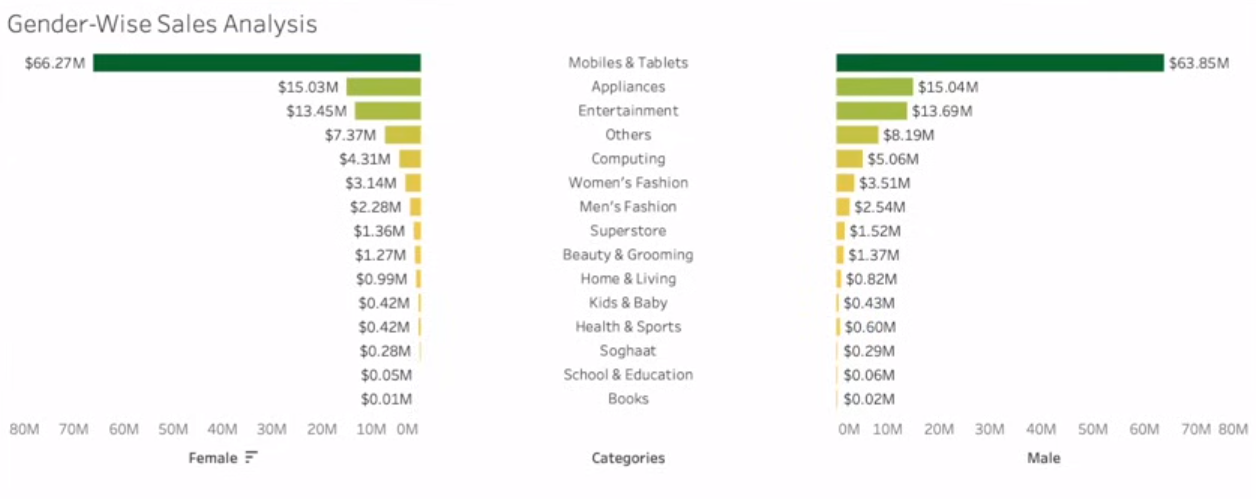 Gender-Wise Sales Analysis
$66.27M Mobiles & Tablets $63.85M
$15.03M Appliances $15.04M
$13.45M Entertainment $13.69M
$7.37M Others $8.19M
$4.31M Computing $5.06M
$3.14M Women's Fashion $3.51M
$2.28M Men's Fashion $2.54M
$1.36M Superstore $1.52M
$1.27M Beauty & Grooming $1.37M
$0.99M Home & Living $0.82M
$0.42M Kids & Baby $0.43M
$0.42M Health & Sports $0.60M
$0.28M Soghaat $0.29M
$0.05M School & Education $0.06M
$0.01M Books $0.02M
80M 70M 60M 50M 40M 30M 20M 10M 0M 0M 10M 20M 30M 40M 50M 60M 70M 80M
Female Categories Male